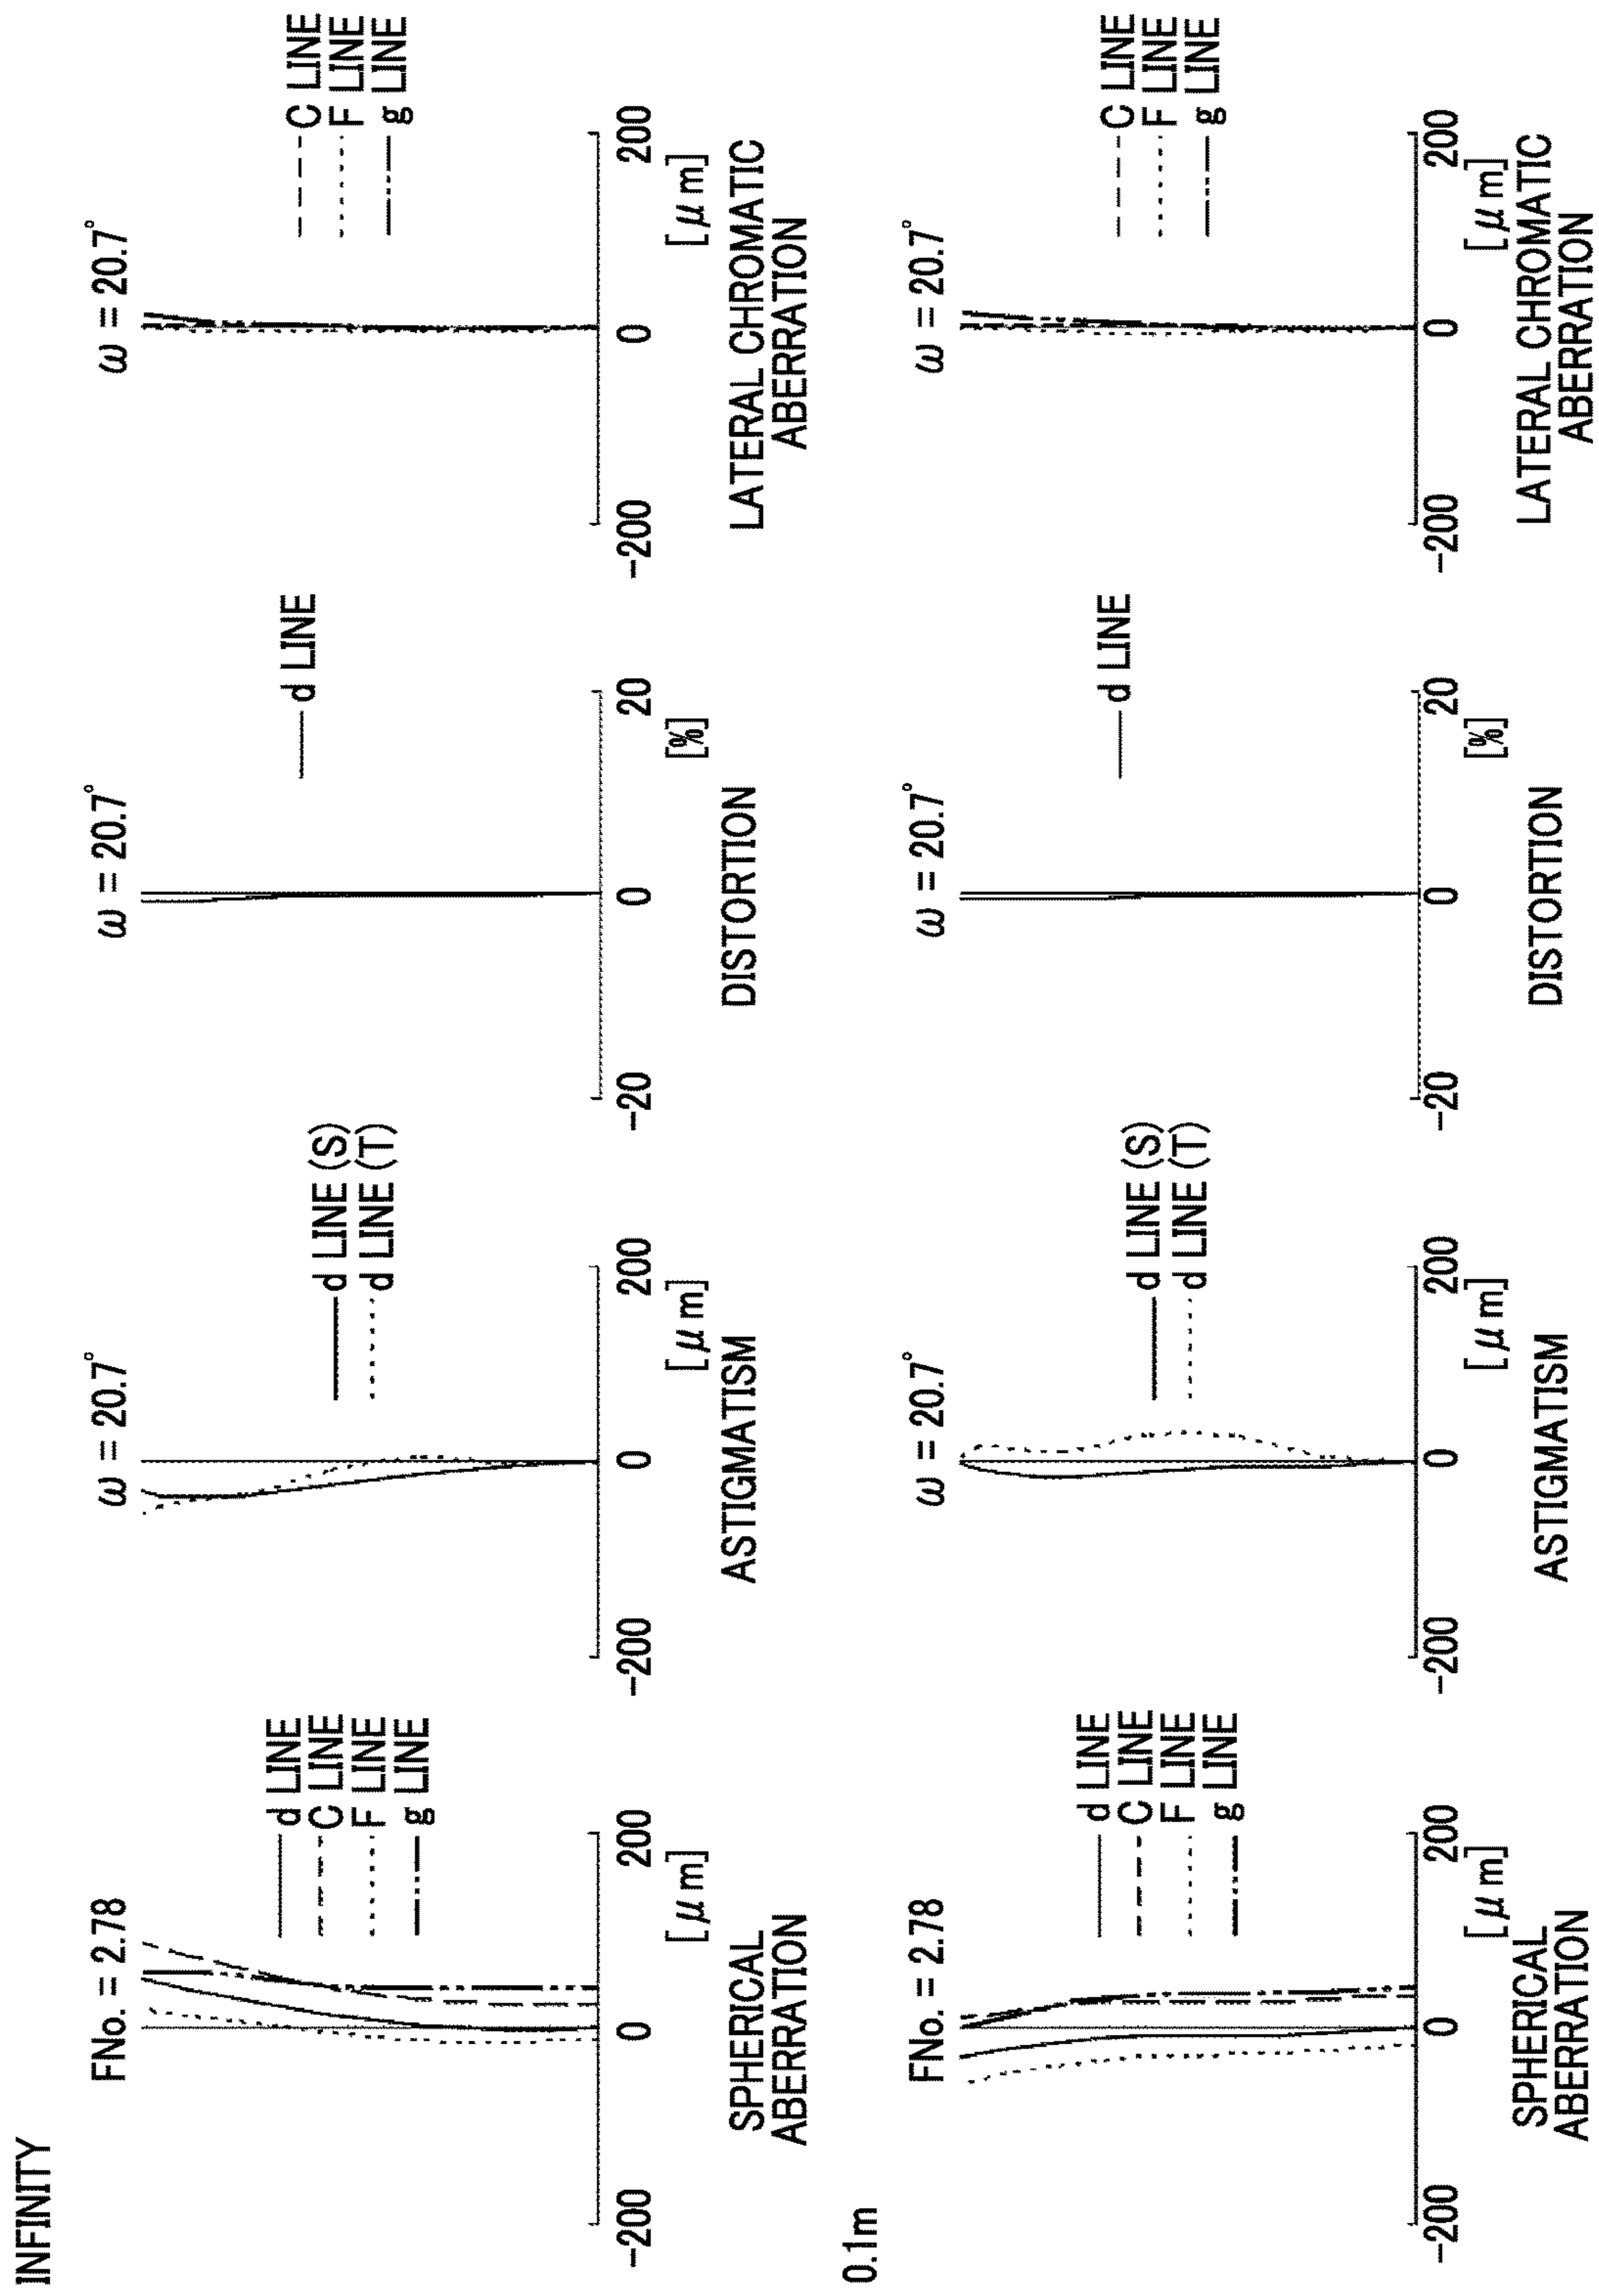 INFINITY
FNo. = 2.78
d LINE
C LINE
F LINE
g LINE
-200
0
200
[μm]
SPHERICAL
ABERRATION
ω = 20.7°
d LINE (S)
d LINE (T)
-200
0
200
[μm]
ASTIGMATISM
ω = 20.7°
d LINE
-20
0
20
[%]
DISTORTION
ω = 20.7°
C LINE
F LINE
g LINE
-200
0
200
[μm]
LATERAL CHROMATIC
ABERRATION
0.1m
FNo. = 2.78
d LINE
C LINE
F LINE
g LINE
-200
0
200
[μm]
SPHERICAL
ABERRATION
ω = 20.7°
d LINE (S)
d LINE (T)
-200
0
200
[μm]
ASTIGMATISM
ω = 20.7°
d LINE
-20
0
20
[%]
DISTORTION
ω = 20.7°
C LINE
F LINE
g LINE
-200
0
200
[μm]
LATERAL CHROMATIC
ABERRATION